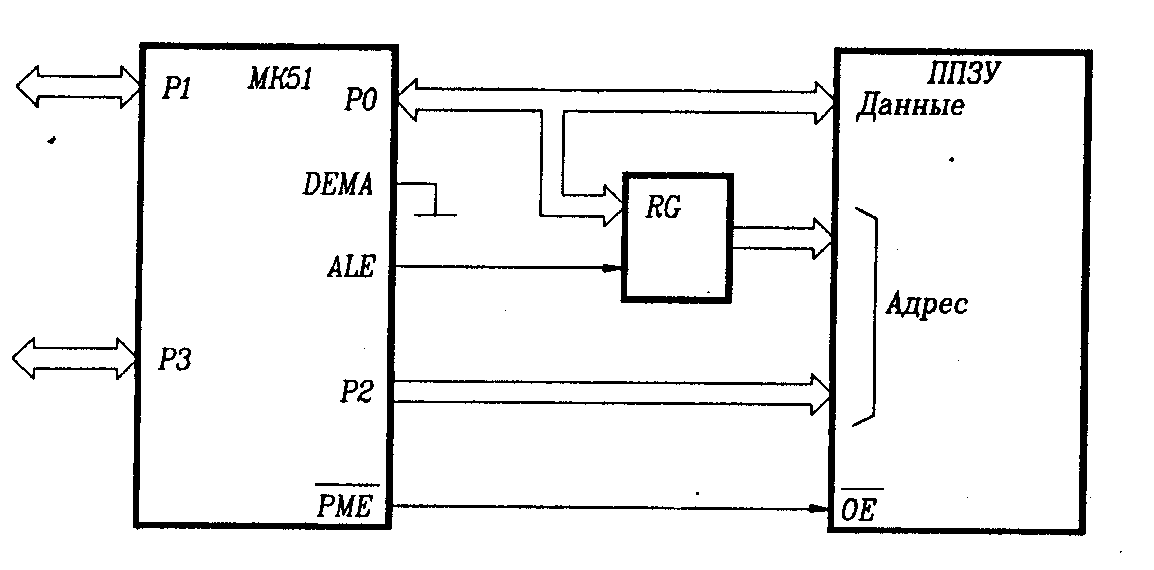 МК51
P1
P0
DEMA
ALE
P3
P2
PME
RG
ППЗУ
Данные
Адрес
OE